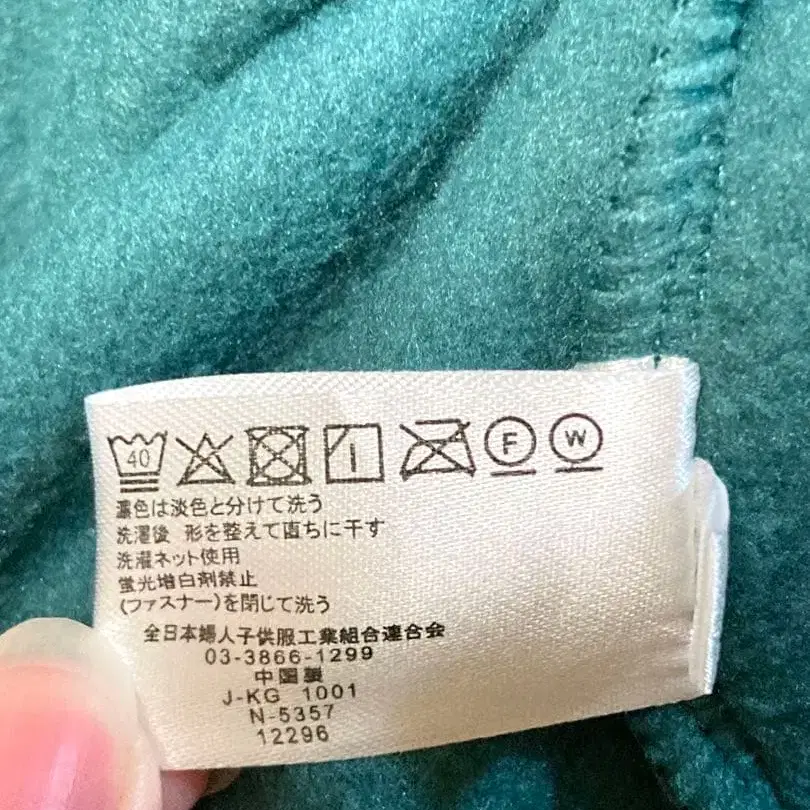 40 F W
濃色は淡色と分けて洗う
洗濯後 形を整えて直ちに干す
洗濯ネット使用
蛍光増白剤禁止
(ファスナー)を閉じて洗う
全日本婦人子供服工業組合連合会
03-3866-1299
中国製
J-KG 1001
N-5357
12296